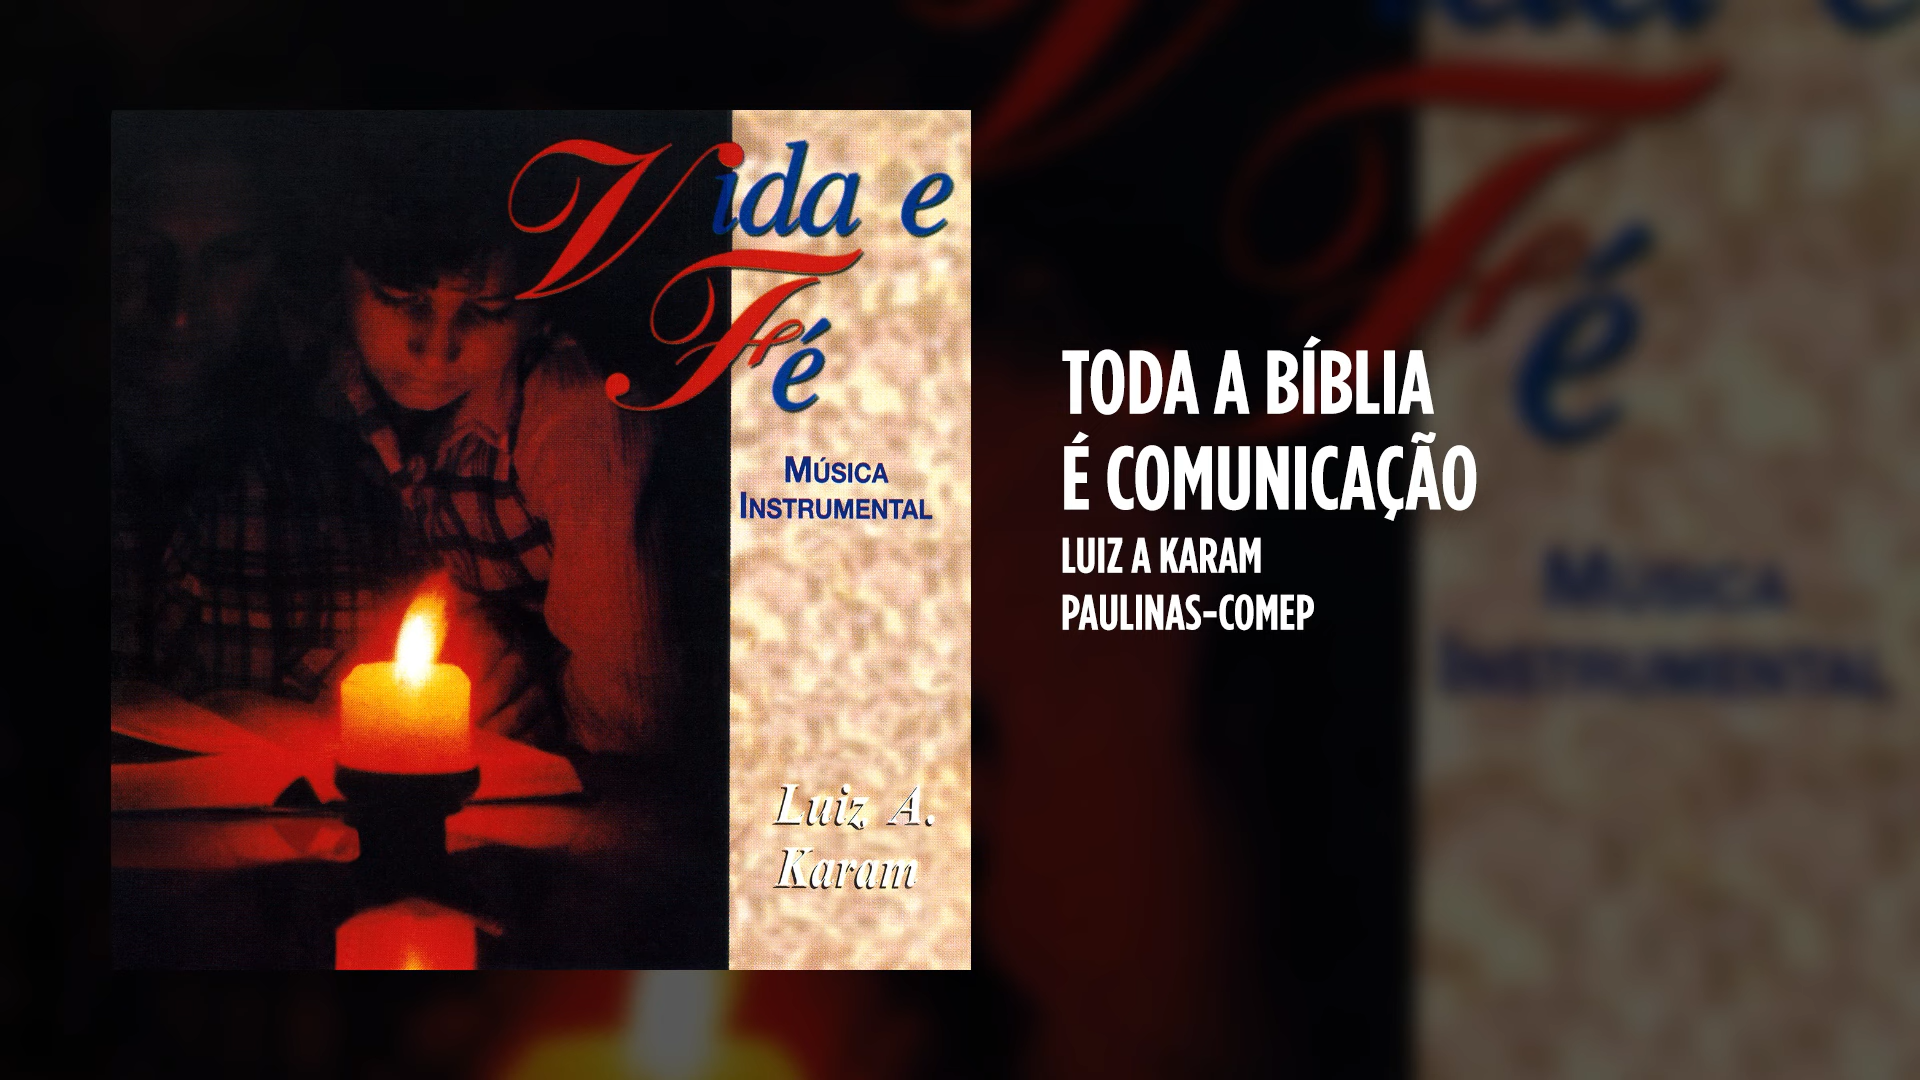 Vida e
Fé
MÚSICA
INSTRUMENTAL
Luiz A.
Karam
TODA A BÍBLIA
É COMUNICAÇÃO
LUIZ A KARAM
PAULINAS-COMEP